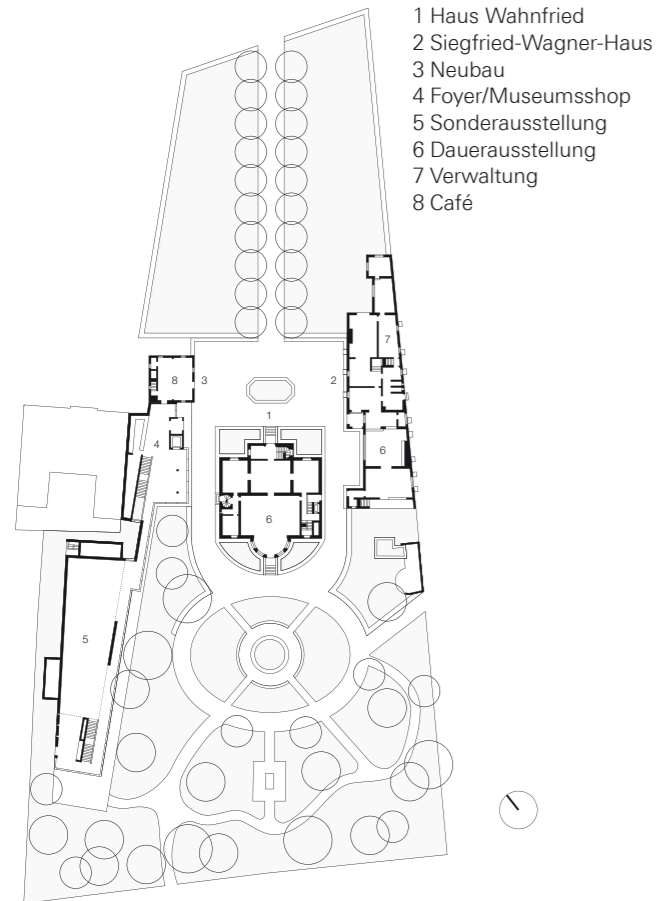 1 Haus Wahnfried
2 Siegfried-Wagner-Haus
3 Neubau
4 Foyer/Museumsshop
5 Sonderausstellung
6 Dauerausstellung
7 Verwaltung
8 Café
7
8
3
2
1
4
6
6
5